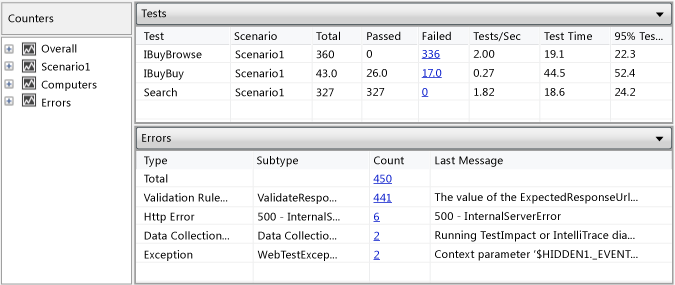 Counters
Overall
Scenario1
Computers
Errors
Tests
Test Scenario Total Passed Failed Tests/Sec Test Time 95% Tes...
IBuyBrowse Scenario1 360 0 336 2.00 19.1 22.3
IBuyBuy Scenario1 43.0 26.0 17.0 0.27 44.5 52.4
Search Scenario1 327 327 0 1.82 18.6 24.2
Errors
Type Subtype Count Last Message
Total 450
Validation Rule... ValidateRespo... 441 The value of the ExpectedResponseUrl...
Http Error 500 - InternalS... 6 500 - InternalServerError
Data Collection... Data Collectio... 2 Running TestImpact or IntelliTrace dia...
Exception WebTestExcep... 2 Context parameter '$HIDDEN1._EVENT...